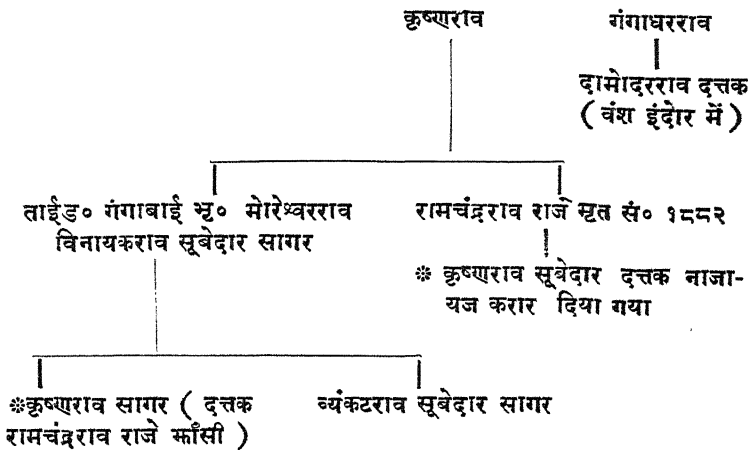 कृष्णराव गंगाधरराव
दामोदरराव दत्तक
( वंश इंदोर में )
ताईड० गंगाबाई भृ० मोरेश्वरराव
विनायकराव सूबेदार सागर
रामचंद्रराव राजे मृत सं० १८८२
* कृष्णराव सूबेदार दत्तक नाजा-
यज करार दिया गया
*कृष्णराव सागर ( दत्तक
रामचंद्रराव राजे झाँसी )
व्यंकटराव सूबेदार सागर